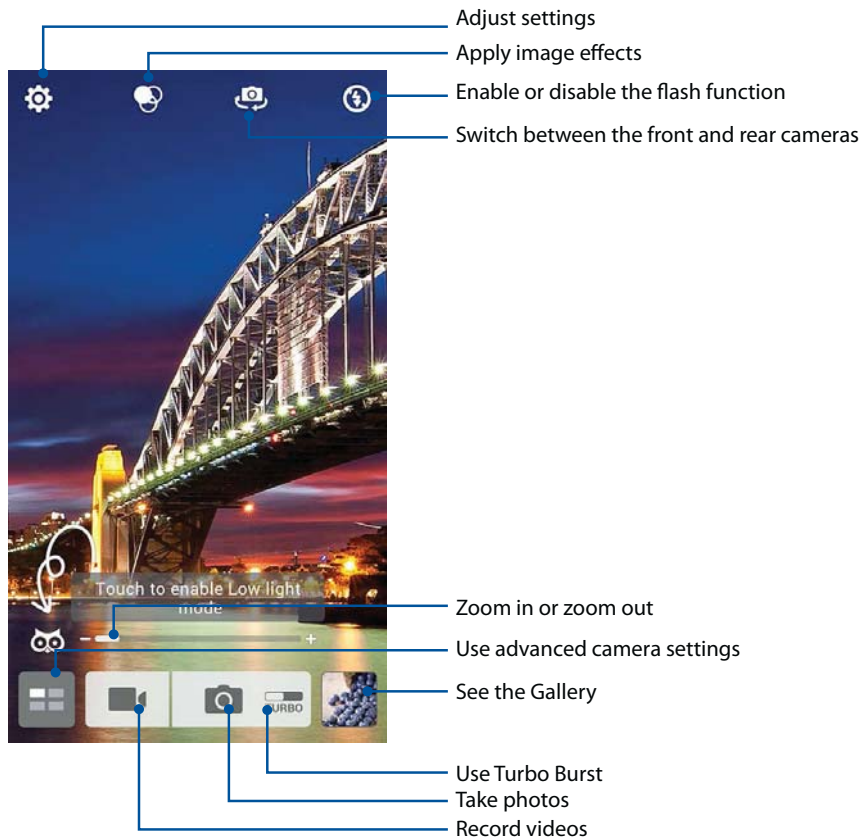 Adjust settings
Apply image effects
Enable or disable the flash function
Switch between the front and rear cameras
Touch to enable Low light
mode
Zoom in or zoom out
Use advanced camera settings
See the Gallery
TURBO
Use Turbo Burst
Take photos
Record videos